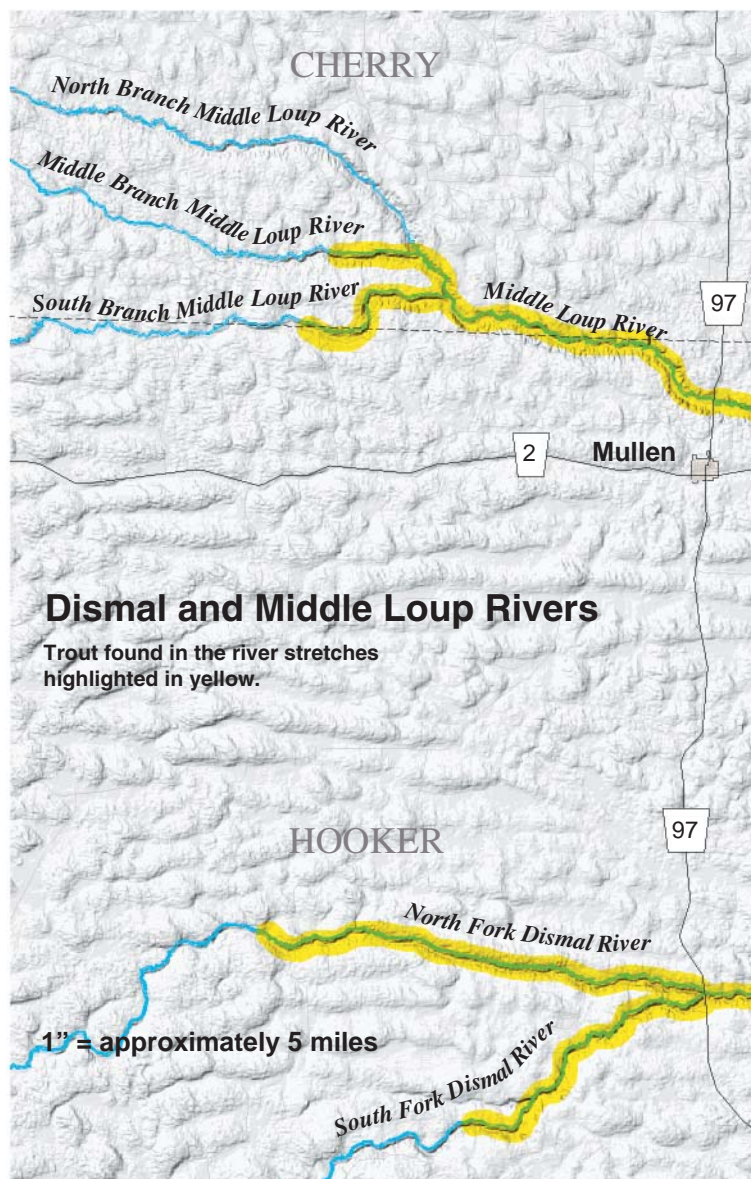 CHERRY
North Branch Middle Loup River
Middle Branch Middle Loup River
South Branch Middle Loup River
Middle Loup River
97
2
Mullen
Dismal and Middle Loup Rivers
Trout found in the river stretches
highlighted in yellow.
97
HOOKER
North Fork Dismal River
1” = approximately 5 miles
South Fork Dismal River